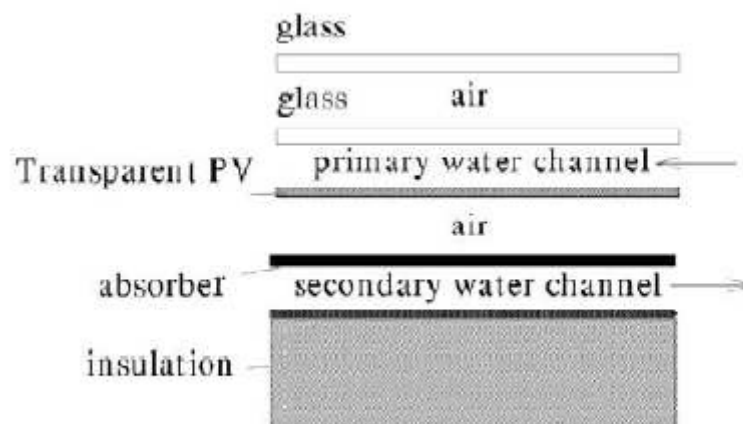 glass
glass air
primary water channel
Transparent PV
air
absorber
secondary water channel
insulation